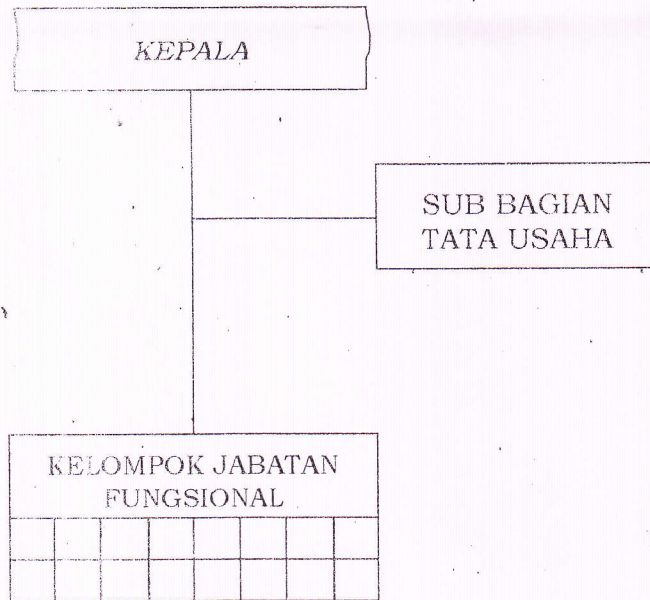 KEPALA
SUB BAGIAN
TATA USAHA
KELOMPOK JABATAN
FUNGSIONAL